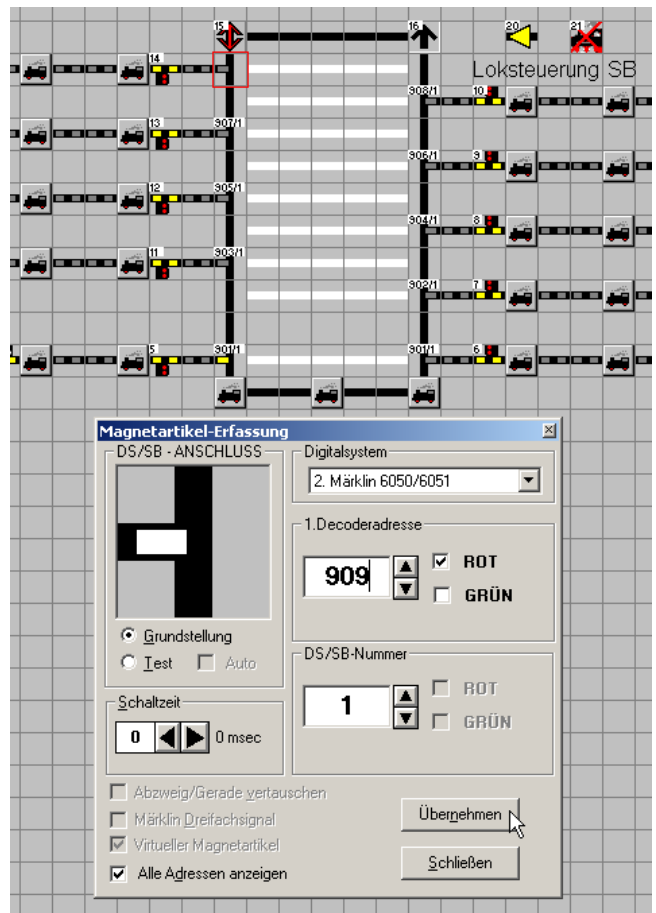 15 16 20 21
14
Loksteuerung SB
908/1 10
13 907/1
906/1 9
12 905/1
904/1 8
11 903/1
902/1 7
5 901/1 901/1 6
Magnetartikel-Erfassung
DS/SB - ANSCHLUSS
Digitalsystem
2. Märklin 6050/6051
1.Decoderadresse
909
ROT
GRÜN
Grundstellung
Test Auto
DS/SB-Nummer
1
ROT
GRÜN
Schaltzeit
0 0 msec
Abzweig/Gerade vertauschen
Märklin Dreifachsignal
Virtueller Magnetartikel
Alle Adressen anzeigen
Übernehmen
Schließen